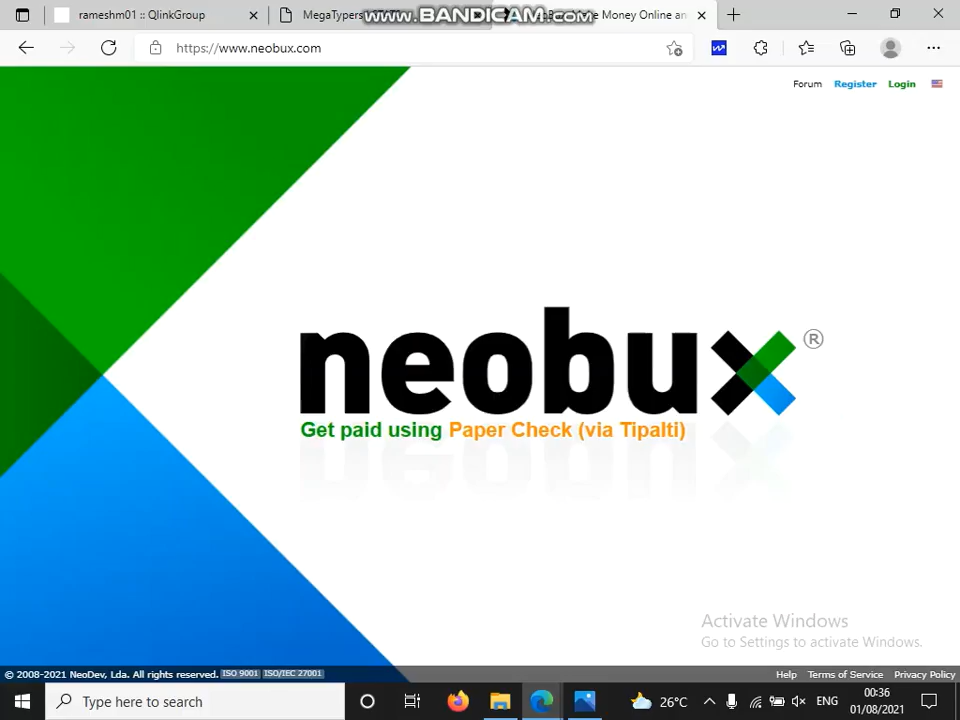 rameshm01 :: QlinkGroup
MegaTypers
www.BANDICAM.com
Money Online an
https://www.neobux.com
Forum
Register
Login
neobux®
Get paid using Paper Check (via Tipalti)
Activate Windows
Go to Settings to activate Windows.
© 2008-2021 NeoDev, Lda. All rights reserved. ISO 9001 ISO/IEC 27001
Help
Terms of Service
Privacy Policy
Type here to search
26°C
ENG
00:36
01/08/2021